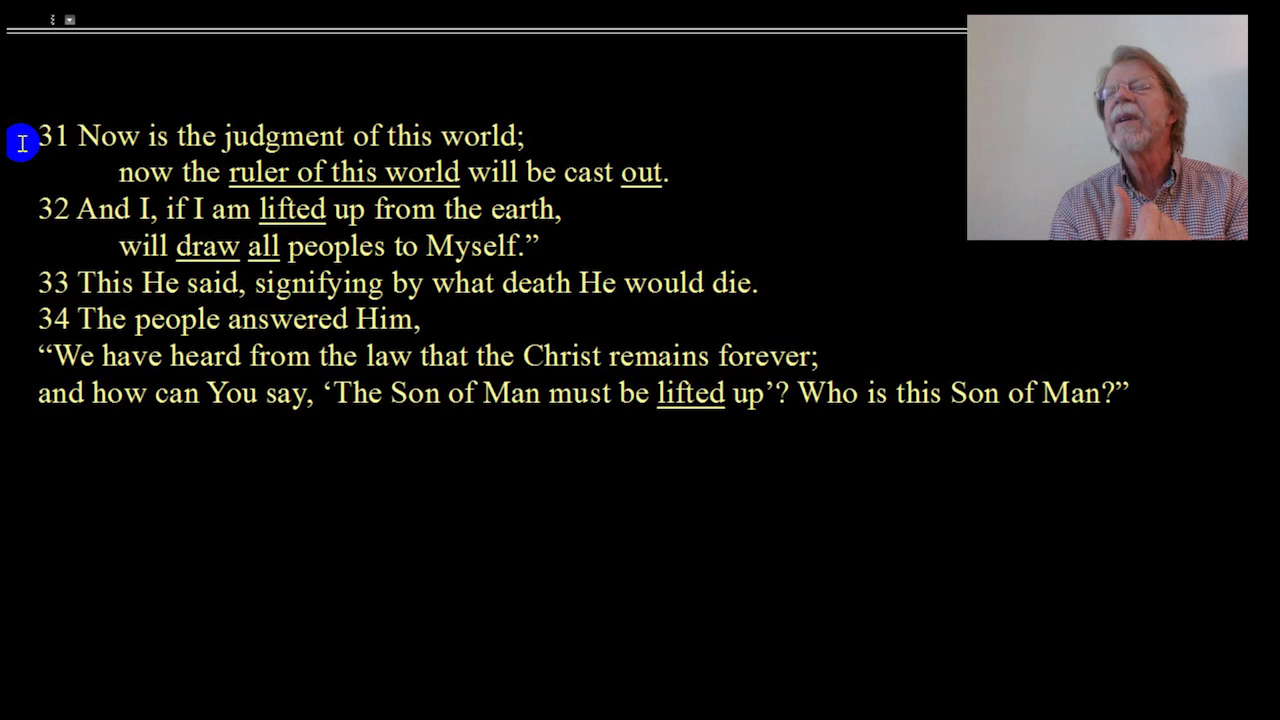 31 Now is the judgment of this world;
now the ruler of this world will be cast out.
32 And I, if I am lifted up from the earth,
will draw all peoples to Myself.”
33 This He said, signifying by what death He would die.
34 The people answered Him,
“We have heard from the law that the Christ remains forever;
and how can You say, ‘The Son of Man must be lifted up’? Who is this Son of Man?”